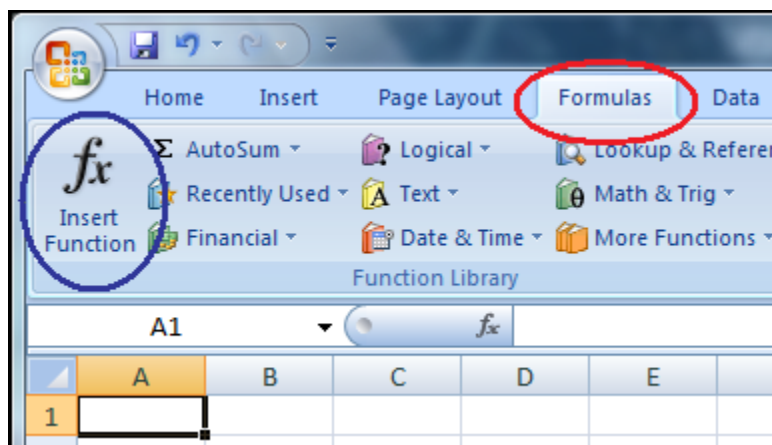 Home Insert Page Layout Formulas Data
fx Σ AutoSum Logical Lookup &
Recently Used A Text θ Math & Trig
Insert Function Financial Date & Time More Functions
Function Library
A1 fx
A B C D E
1